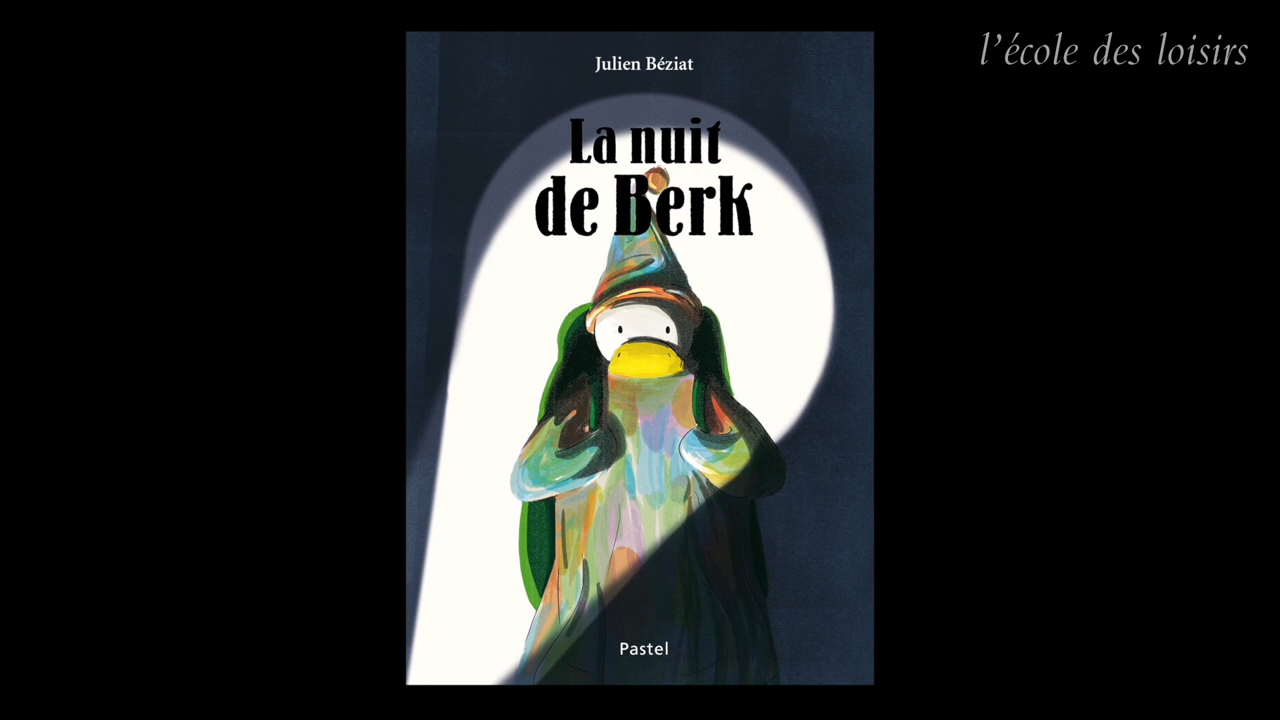 l'école des loisirs
Julien Béziat
La nuit
de Berk
Pastel